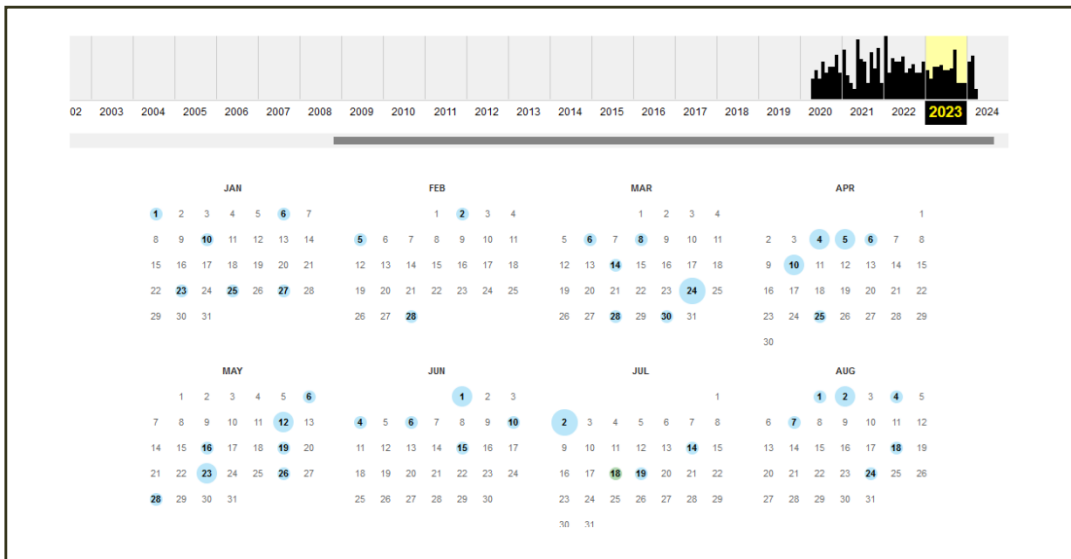 02 2003 2004 2005 2006 2007 2008 2009 2010 2011 2012 2013 2014 2015 2016 2017 2018 2019 2020 2021 2022 2023 2024
JAN
1 2 3 4 5 6 7
8 9 10 11 12 13 14
15 16 17 18 19 20 21
22 23 24 25 26 27 28
29 30 31
FEB
1 2 3 4
5 6 7 8 9 10 11
12 13 14 15 16 17 18
19 20 21 22 23 24 25
26 27 28
MAR
1 2 3 4
5 6 7 8 9 10 11
12 13 14 15 16 17 18
19 20 21 22 23 24 25
26 27 28 29 30 31
APR
1
2 3 4 5 6 7 8
9 10 11 12 13 14 15
16 17 18 19 20 21 22
23 24 25 26 27 28 29
30
MAY
1 2 3 4 5 6
7 8 9 10 11 12 13
14 15 16 17 18 19 20
21 22 23 24 25 26 27
28 29 30 31
JUN
1 2 3
4 5 6 7 8 9 10
11 12 13 14 15 16 17
18 19 20 21 22 23 24
25 26 27 28 29 30
JUL
1
2 3 4 5 6 7 8
9 10 11 12 13 14 15
16 17 18 19 20 21 22
23 24 25 26 27 28 29
30 31
AUG
1 2 3 4 5
6 7 8 9 10 11 12
13 14 15 16 17 18 19
20 21 22 23 24 25 26
27 28 29 30 31